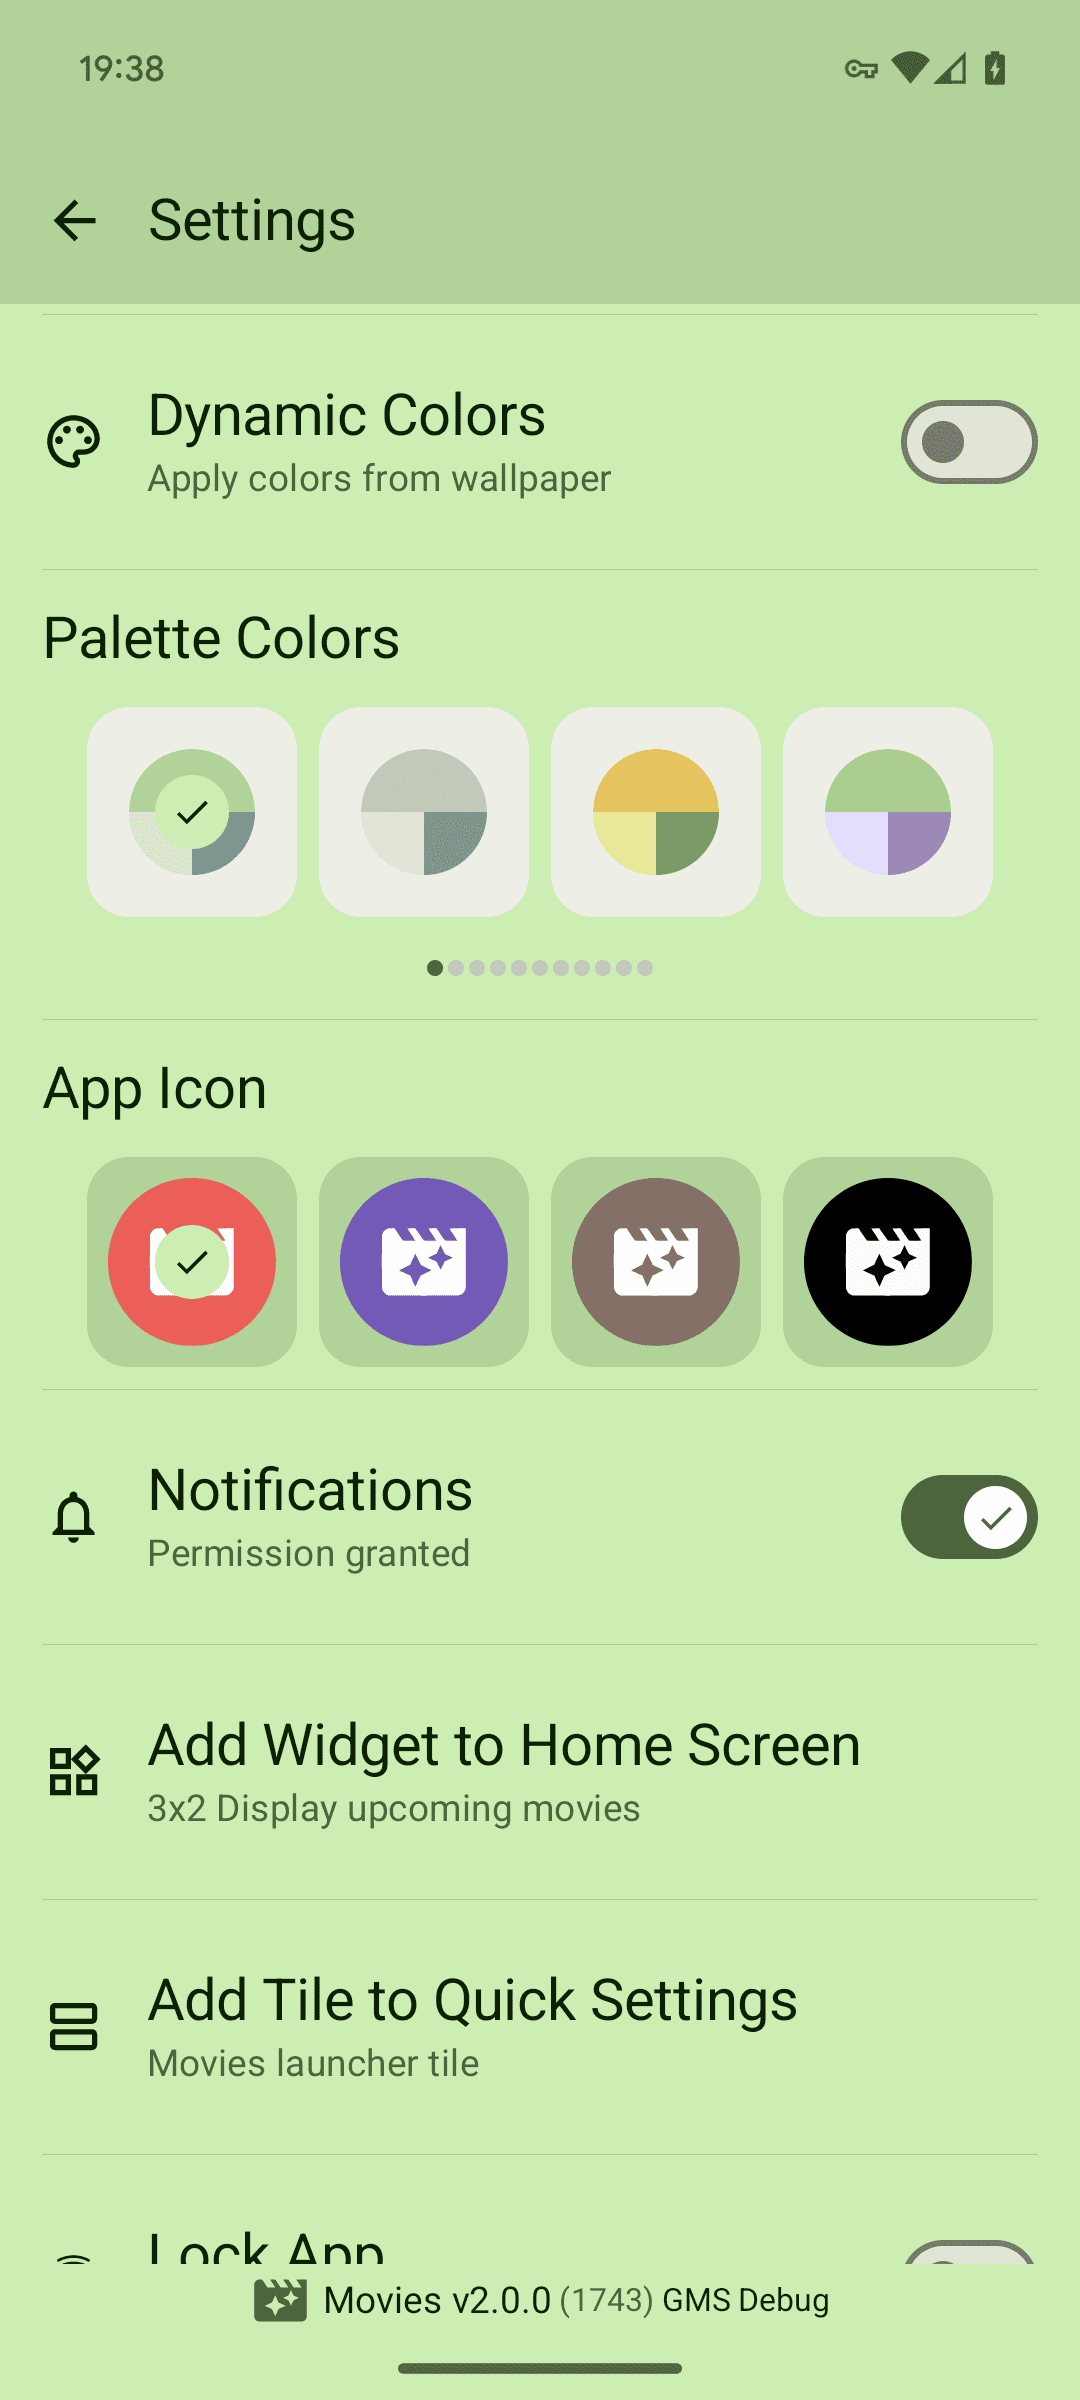 19:38
Settings
Dynamic Colors
Apply colors from wallpaper
Palette Colors
App Icon
Notifications
Permission granted
Add Widget to Home Screen
3x2 Display upcoming movies
Add Tile to Quick Settings
Movies launcher tile
Lock App
Movies v2.0.0 (1743) GMS Debug